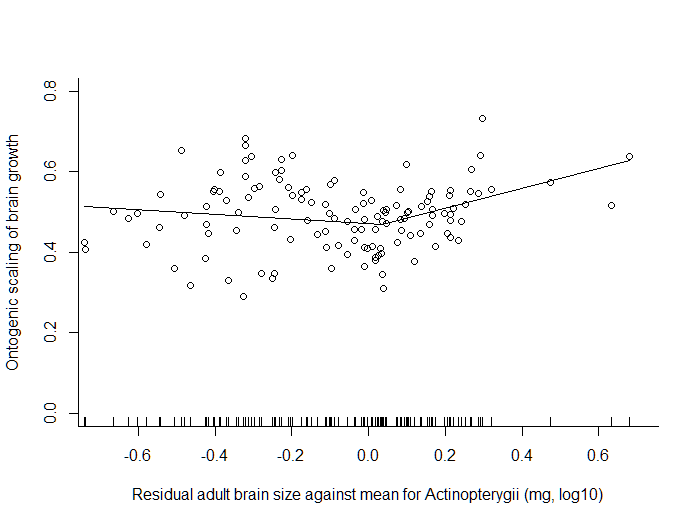 Ontogenic scaling of brain growth
0.8
0.6
0.4
0.2
0.0
-0.6 -0.4 -0.2 0.0 0.2 0.4 0.6
Residual adult brain size against mean for Actinopterygii (mg, log10)